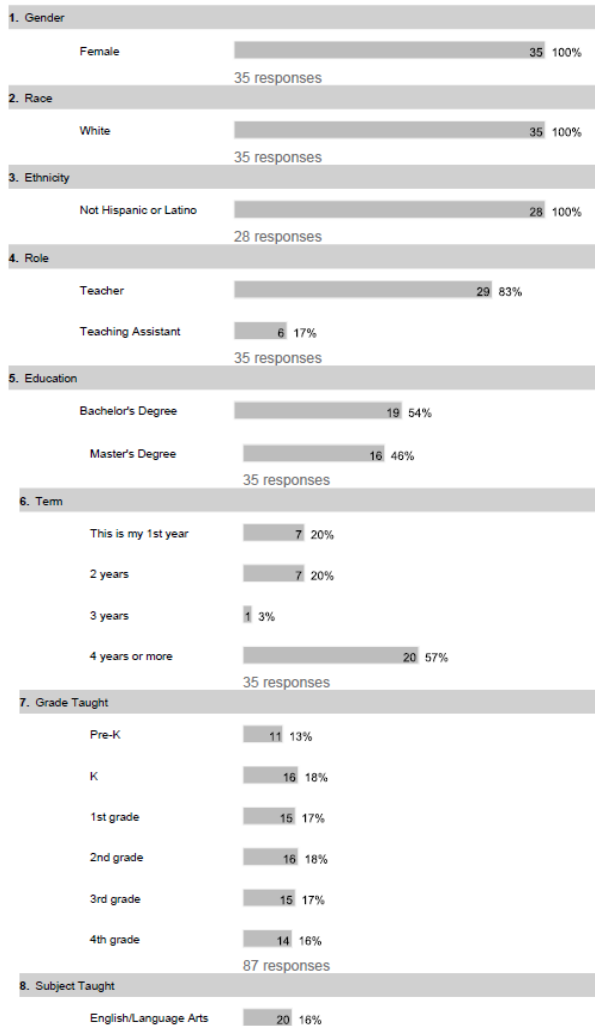 1. Gender
Female 35 100%
35 responses
2. Race
White 35 100%
35 responses
3. Ethnicity
Not Hispanic or Latino 28 100%
28 responses
4. Role
Teacher 29 83%
Teaching Assistant 6 17%
35 responses
5. Education
Bachelor's Degree 19 54%
Master's Degree 16 46%
35 responses
6. Term
This is my 1st year 7 20%
2 years 7 20%
3 years 1 3%
4 years or more 20 57%
35 responses
7. Grade Taught
Pre-K 11 13%
K 16 18%
1st grade 15 17%
2nd grade 16 18%
3rd grade 15 17%
4th grade 14 16%
87 responses
8. Subject Taught
English/Language Arts 20 16%